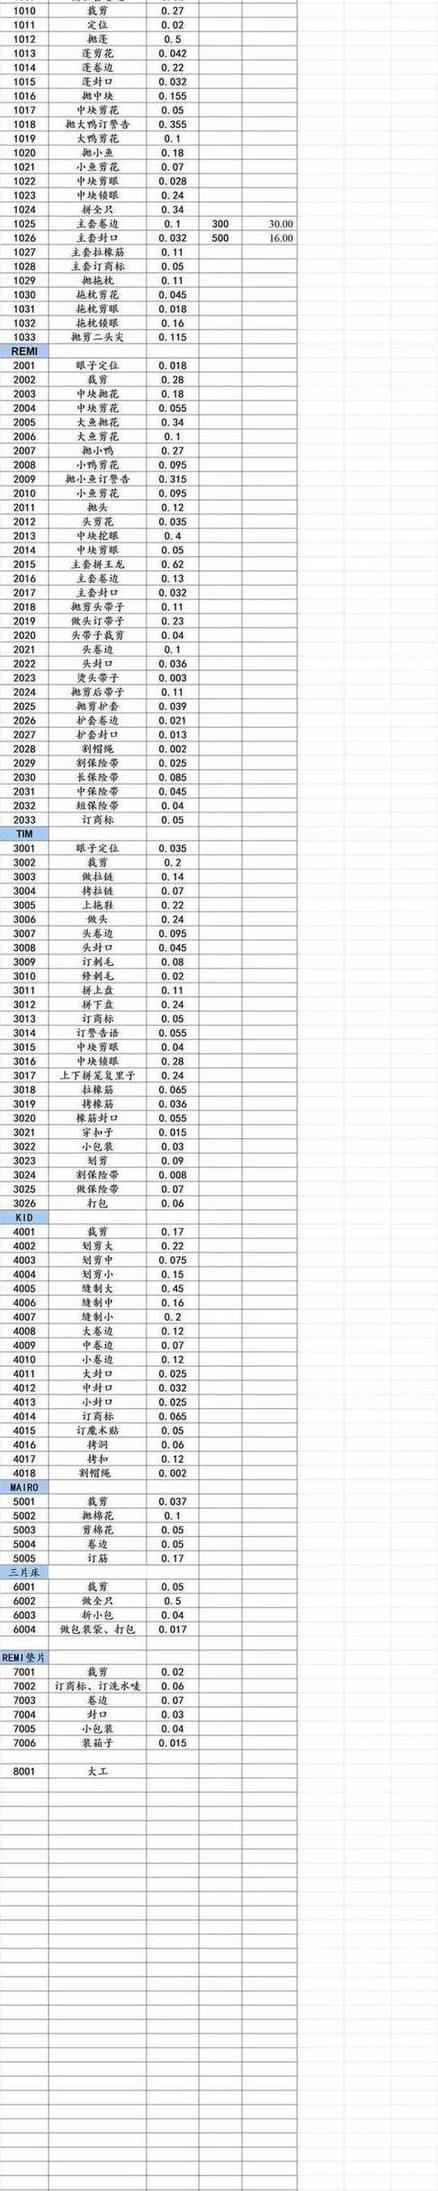 1010 裁剪 0.27
1011 定位 0.02
1012 抛蓬 0.5
1013 蓬剪花 0.042
1014 蓬卷边 0.22
1015 蓬封口 0.032
1016 抛中块 0.155
1017 中块剪花 0.05
1018 抛大鸭订警告 0.355
1019 大鸭剪花 0.1
1020 抛小鱼 0.18
1021 小鱼剪花 0.07
1022 中块剪眼 0.028
1023 中块锁眼 0.24
1024 拼全只 0.34
1025 主套卷边 0.1 300 30.00
1026 主套封口 0.032 500 16.00
1027 主套拉橡筋 0.11
1028 主套订商标 0.05
1029 抛拖枕 0.11
1030 拖枕剪花 0.045
1031 拖枕剪眼 0.018
1032 拖枕锁眼 0.16
1033 抛剪二头尖 0.115
REMI
2001 眼子定位 0.018
2002 裁剪 0.28
2003 中块抛花 0.18
2004 中块剪花 0.055
2005 大鱼抛花 0.34
2006 大鱼剪花 0.1
2007 抛小鸭 0.27
2008 小鸭剪花 0.095
2009 抛小鱼订警告 0.315
2010 小鱼剪花 0.095
2011 抛头 0.12
2012 头剪花 0.035
2013 中块挖眼 0.4
2014 中块剪眼 0.05
2015 主套拼王龙 0.62
2016 主套卷边 0.13
2017 主套封口 0.032
2018 抛剪头带子 0.11
2019 做头订带子 0.23
2020 头带子裁剪 0.04
2021 头卷边 0.1
2022 头封口 0.036
2023 烫头带子 0.003
2024 抛剪后带子 0.11
2025 抛剪护套 0.039
2026 护套卷边 0.021
2027 护套封口 0.013
2028 割帽绳 0.002
2029 割保险带 0.025
2030 长保险带 0.085
2031 中保险带 0.045
2032 短保险带 0.04
2033 订商标 0.05
TIM
3001 眼子定位 0.035
3002 裁剪 0.2
3003 做拉链 0.14
3004 拷拉链 0.07
3005 上拖鞋 0.22
3006 做头 0.24
3007 头卷边 0.095
3008 头封口 0.045
3009 订刺毛 0.08
3010 修刺毛 0.02
3011 拼上盘 0.11
3012 拼下盘 0.24
3013 订商标 0.05
3014 订警告语 0.055
3015 中块剪眼 0.04
3016 中块锁眼 0.28
3017 上下拼笼复里子 0.24
3018 拉橡筋 0.065
3019 拷橡筋 0.036
3020 橡筋封口 0.055
3021 穿扣子 0.015
3022 小包装 0.03
3023 划剪 0.09
3024 割保险带 0.008
3025 做保险带 0.07
3026 打包 0.06
KID
4001 裁剪 0.17
4002 划剪大 0.22
4003 划剪中 0.075
4004 划剪小 0.15
4005 缝制大 0.45
4006 缝制中 0.16
4007 缝制小 0.2
4008 大卷边 0.12
4009 中卷边 0.07
4010 小卷边 0.12
4011 大封口 0.025
4012 中封口 0.032
4013 小封口 0.025
4014 订商标 0.065
4015 订魔术贴 0.05
4016 拷洞 0.06
4017 拷扣 0.12
4018 割帽绳 0.002
MAIRO
5001 裁剪 0.037
5002 抛棉花 0.1
5003 剪棉花 0.05
5004 卷边 0.05
5005 订筋 0.17
三片床
6001 裁剪 0.05
6002 做全只 0.5
6003 折小包 0.04
6004 做包装袋、打包 0.017
REMI垫片
7001 裁剪 0.02
7002 订商标、订洗水唛 0.06
7003 卷边 0.07
7004 封口 0.03
7005 小包装 0.04
7006 装箱子 0.015
8001 大工